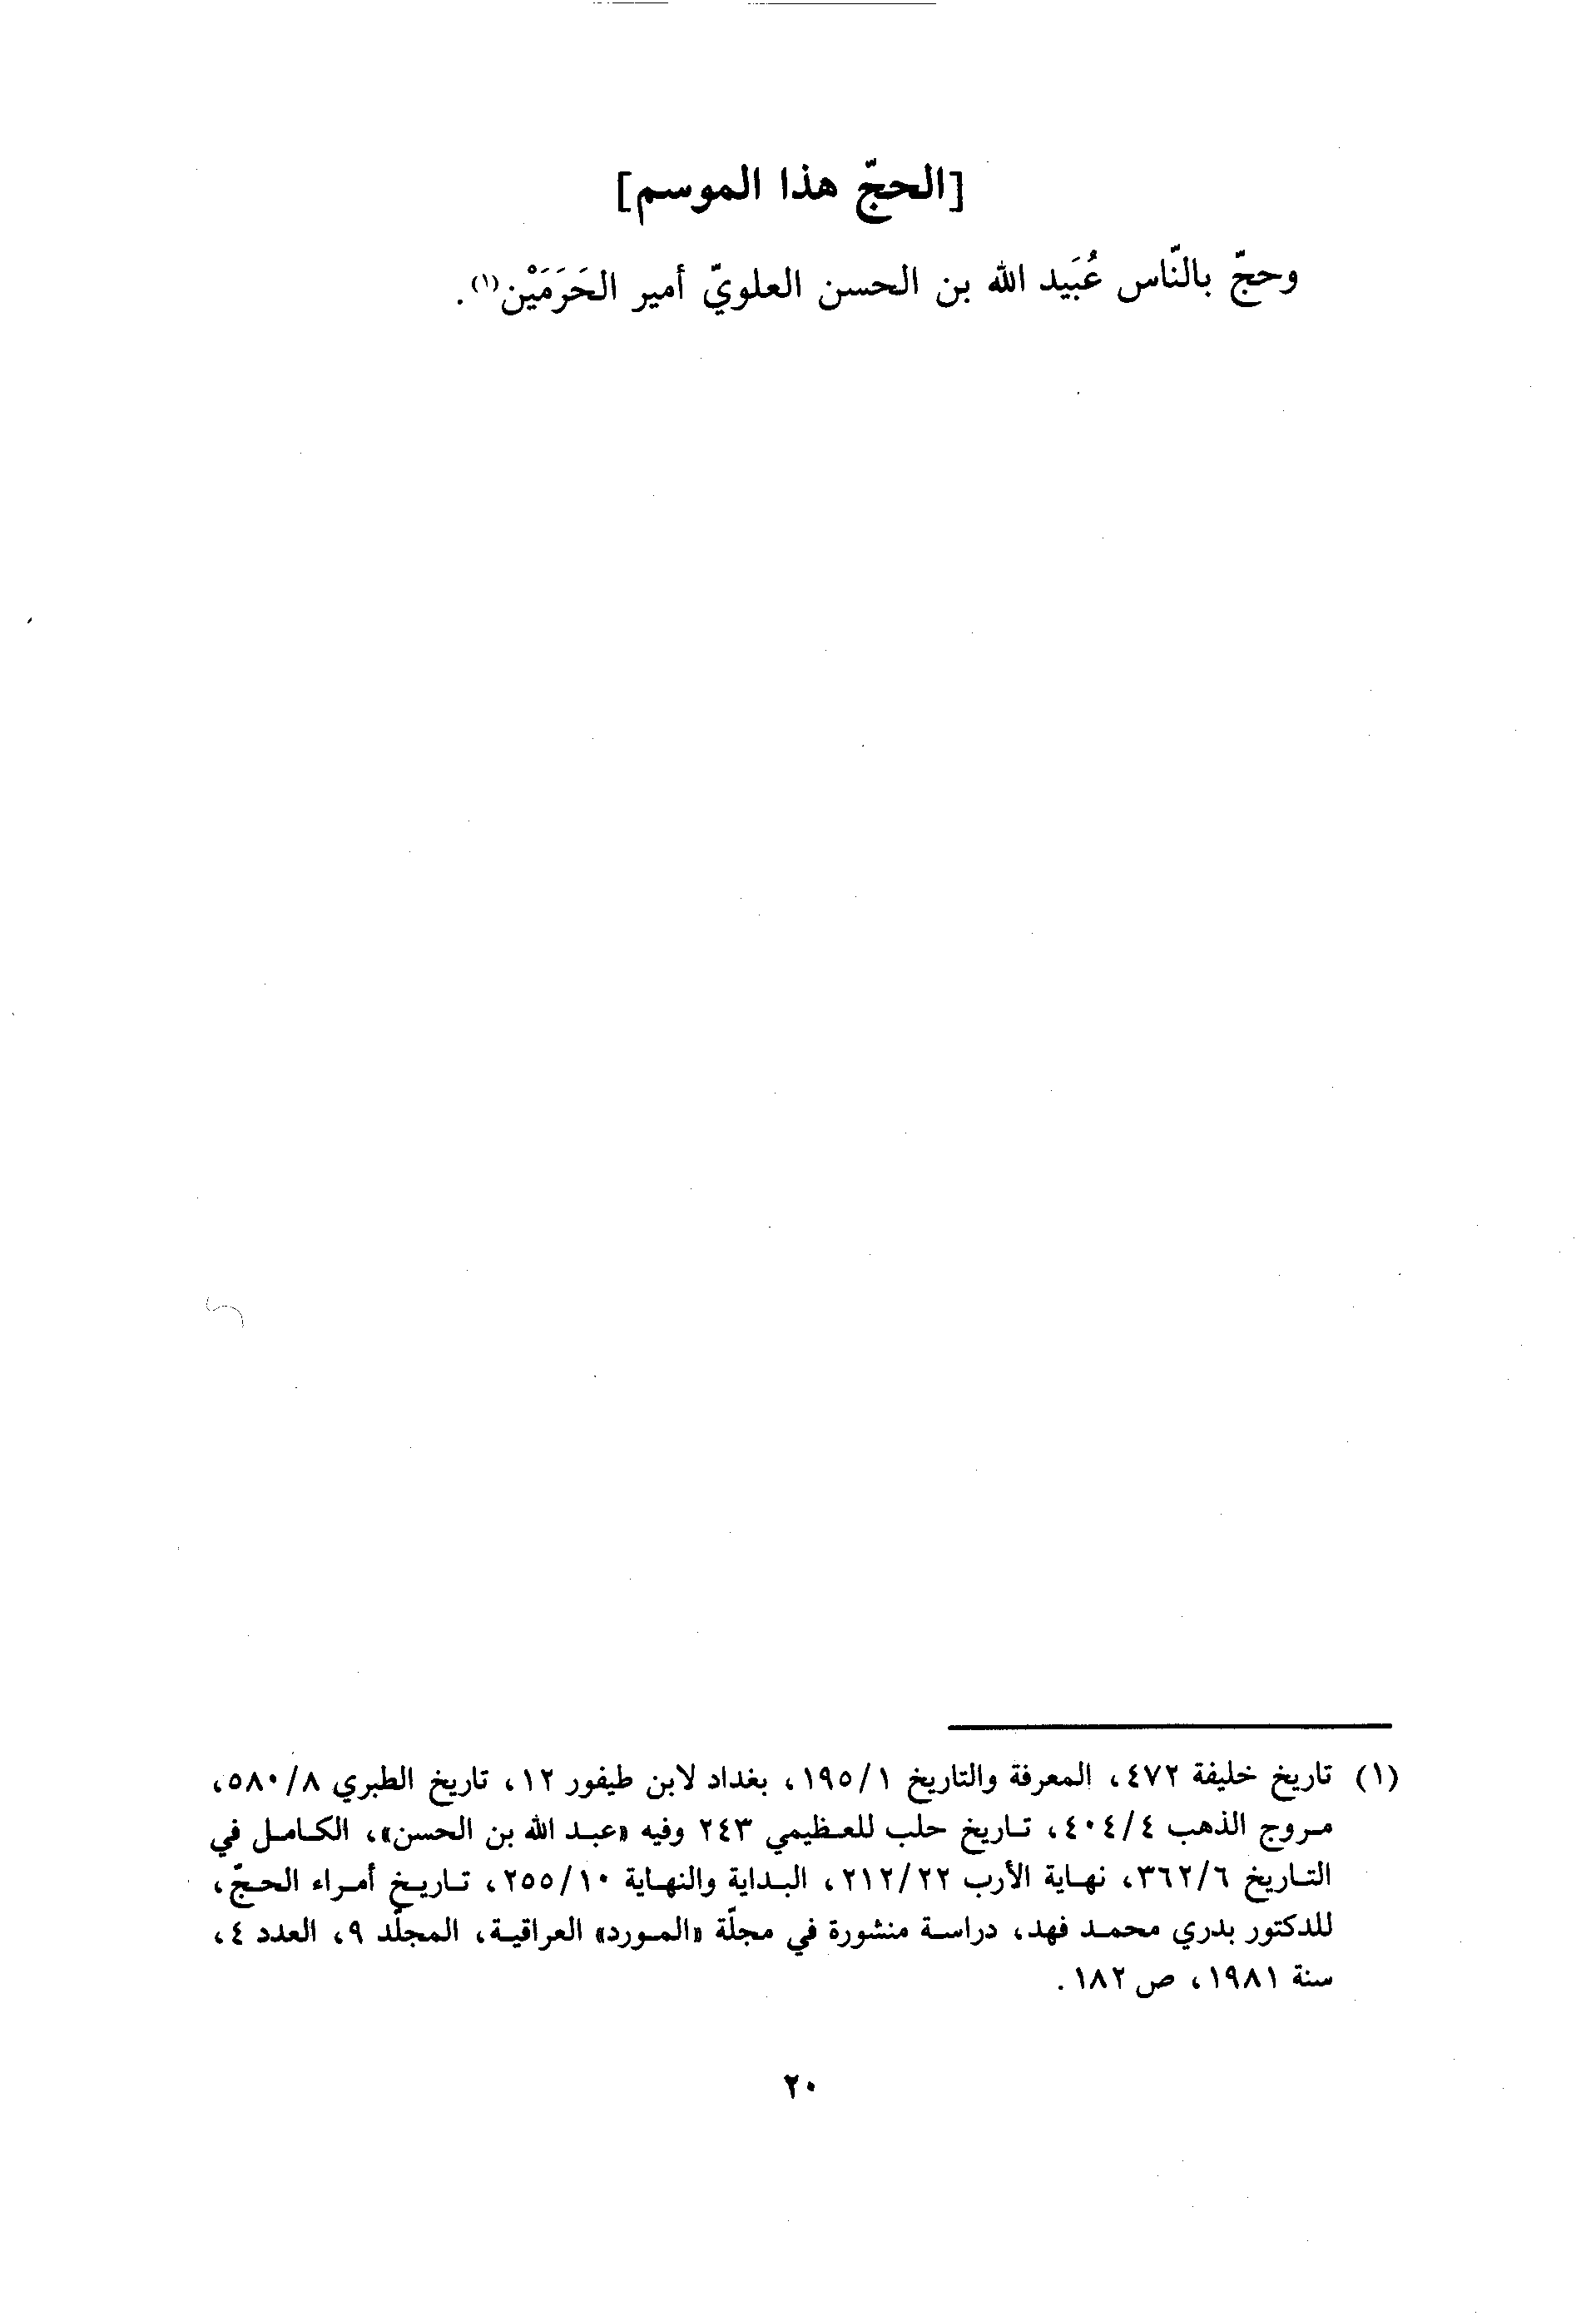 [الحجّ هذا الموسم]
وحجّ بالنّاس عُبَيد الله بن الحسن العلويّ أمير الحَرَمَيْن(١).
(١) تاريخ خليفة ٤٧٢، المعرفة والتاريخ ١/ ١٩٥، بغداد لابن طيفور ١٢، تاريخ الطبري ٨/ ٥٨٠،
مروج الذهب ٤/ ٤٠٤، تاريخ حلب للعظيمي ٢٤٣ وفيه «عبد الله بن الحسن»، الكامل في
التاريخ ٦/ ٣٦٢، نهاية الأرب ٢٢/ ٢١٢، البداية والنهاية ١٠/ ٢٥٥، تاريخ أمراء الحجّ،
للدكتور بدري محمد فهد، دراسة منشورة في مجلّة «المورد» العراقية، المجلّد ٩، العدد ٤،
سنة ١٩٨١، ص ١٨٢.
٢٠